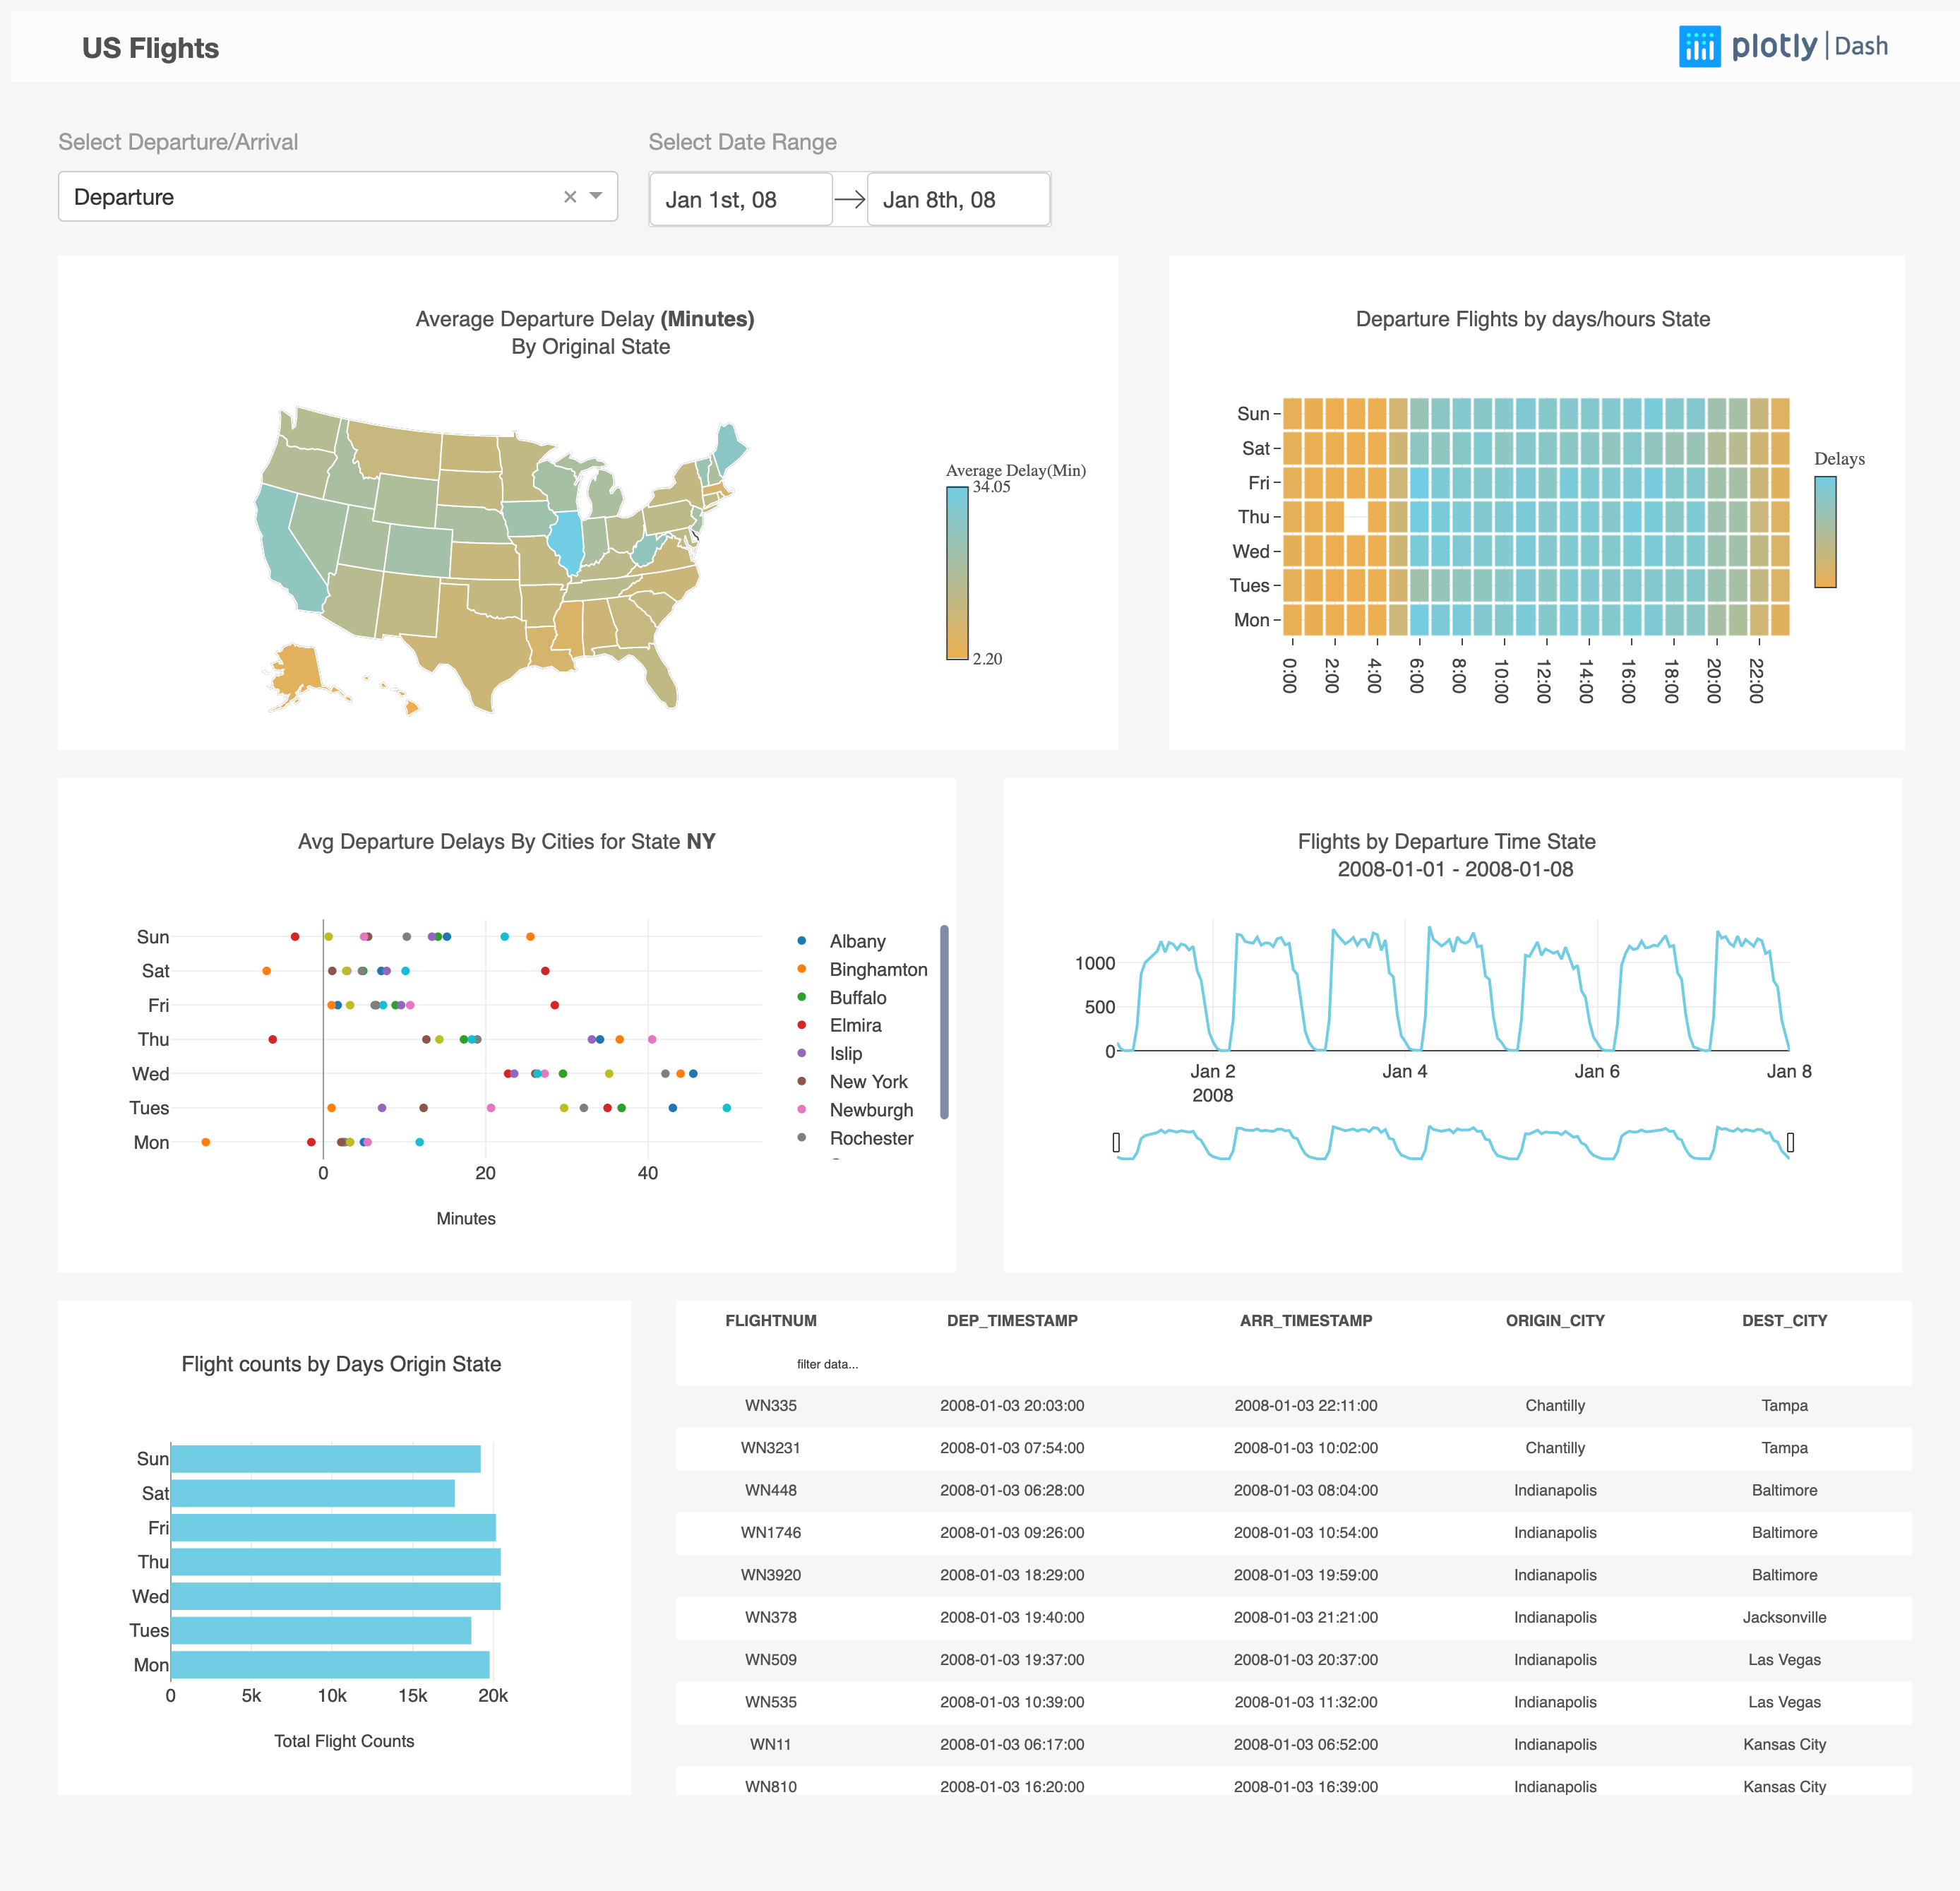 US Flights
plotly | Dash
Select Departure/Arrival
Select Date Range
Departure
Jan 1st, 08
Jan 8th, 08
Average Departure Delay (Minutes)
By Original State
Average Delay(Min)
34.05
2.20
Departure Flights by days/hours State
Sun
Sat
Fri
Thu
Wed
Tues
Mon
0:00 2:00 4:00 6:00 8:00 10:00 12:00 14:00 16:00 18:00 20:00 22:00
Delays
Avg Departure Delays By Cities for State NY
Sun
Sat
Fri
Thu
Wed
Tues
Mon
0 20 40
Minutes
Albany
Binghamton
Buffalo
Elmira
Islip
New York
Newburgh
Rochester
Flights by Departure Time State
2008-01-01 - 2008-01-08
1000
500
0
Jan 2 Jan 4 Jan 6 Jan 8
2008
Flight counts by Days Origin State
Sun
Sat
Fri
Thu
Wed
Tues
Mon
0 5k 10k 15k 20k
Total Flight Counts
FLIGHTNUM DEP_TIMESTAMP ARR_TIMESTAMP ORIGIN_CITY DEST_CITY
filter data...
WN335 2008-01-03 20:03:00 2008-01-03 22:11:00 Chantilly Tampa
WN3231 2008-01-03 07:54:00 2008-01-03 10:02:00 Chantilly Tampa
WN448 2008-01-03 06:28:00 2008-01-03 08:04:00 Indianapolis Baltimore
WN1746 2008-01-03 09:26:00 2008-01-03 10:54:00 Indianapolis Baltimore
WN3920 2008-01-03 18:29:00 2008-01-03 19:59:00 Indianapolis Baltimore
WN378 2008-01-03 19:40:00 2008-01-03 21:21:00 Indianapolis Jacksonville
WN509 2008-01-03 19:37:00 2008-01-03 20:37:00 Indianapolis Las Vegas
WN535 2008-01-03 10:39:00 2008-01-03 11:32:00 Indianapolis Las Vegas
WN11 2008-01-03 06:17:00 2008-01-03 06:52:00 Indianapolis Kansas City
WN810 2008-01-03 16:20:00 2008-01-03 16:39:00 Indianapolis Kansas City